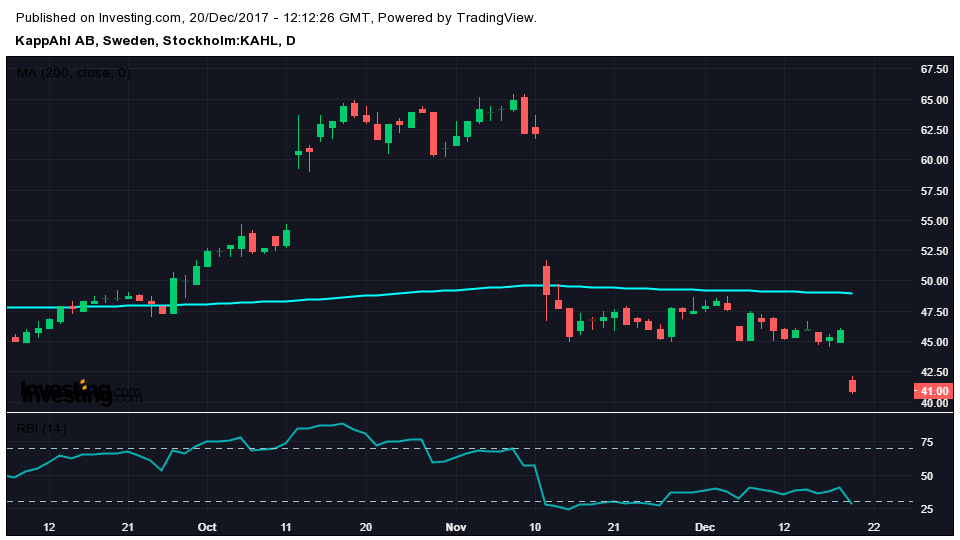 Published on Investing.com, 20/Dec/2017 - 12:12:26 GMT, Powered by TradingView.
KappAhl AB, Sweden, Stockholm:KAHL, D
MA (200, close, 0)
67.50
65.00
62.50
60.00
57.50
55.00
52.50
50.00
47.50
45.00
42.50
41.00
40.00
Investing.com
Investing.com
RSI (14)
75
50
25
12 21 Oct 11 20 Nov 10 21 Dec 12 22